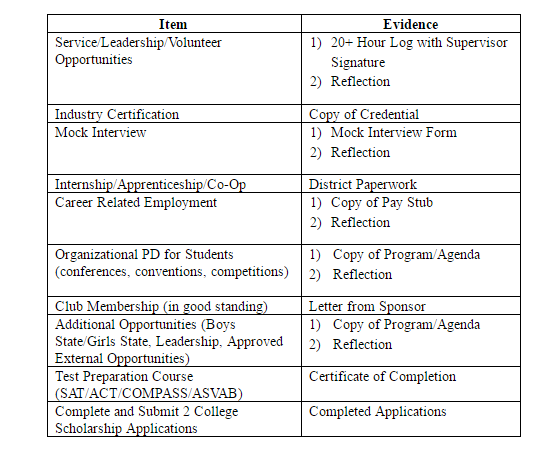 Item Evidence
Service/Leadership/Volunteer
Opportunities
1) 20+ Hour Log with Supervisor
Signature
2) Reflection
Industry Certification Copy of Credential
Mock Interview
1) Mock Interview Form
2) Reflection
Internship/Apprenticeship/Co-Op District Paperwork
Career Related Employment
1) Copy of Pay Stub
2) Reflection
Organizational PD for Students
(conferences, conventions, competitions)
1) Copy of Program/Agenda
2) Reflection
Club Membership (in good standing) Letter from Sponsor
Additional Opportunities (Boys
State/Girls State, Leadership, Approved
External Opportunities)
1) Copy of Program/Agenda
2) Reflection
Test Preparation Course
(SAT/ACT/COMPASS/ASVAB)
Certificate of Completion
Complete and Submit 2 College
Scholarship Applications
Completed Applications